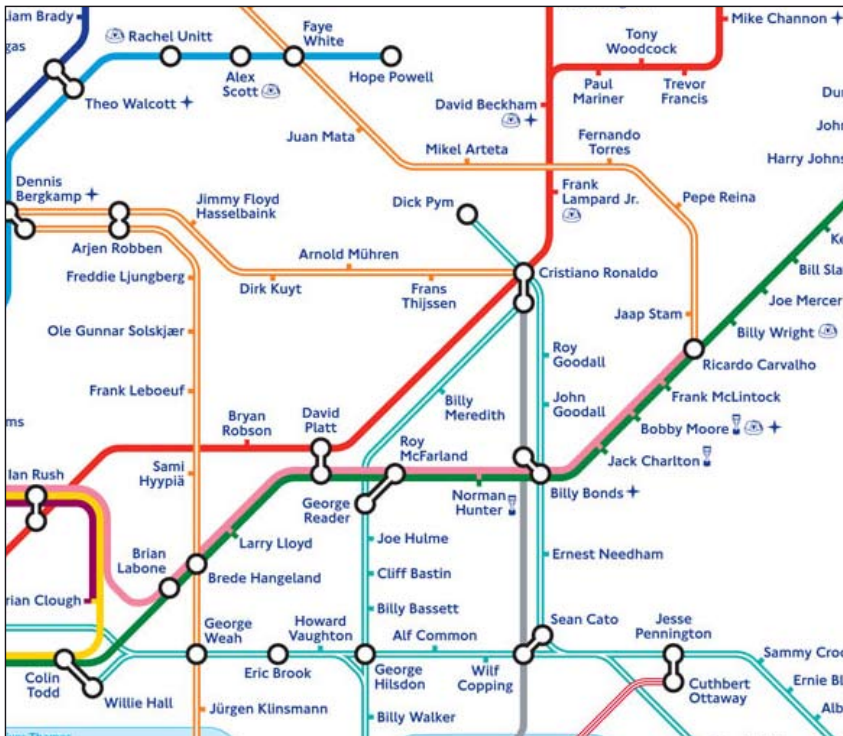 Liam Brady
Rachel Unitt
Alex
Scott
Faye
White
Hope Powell
Theo Walcott
Juan Mata
Mikel Arteta
Fernando
Torres
David Beckham
Tony
Woodcock
Paul
Mariner
Trevor
Francis
Mike Channon
Harry Johns
Dennis
Bergkamp
Arjen Robben
Jimmy Floyd
Hasselbaink
Dick Pym
Frank
Lampard Jr.
Pepe Reina
Arnold Mühren
Dirk Kuyt
Frans
Thijssen
Cristiano Ronaldo
Freddie Ljungberg
Ole Gunnar Solskjær
Frank Leboeuf
Jaap Stam
Bill Sla
Joe Mercer
Billy Wright
Ricardo Carvalho
Roy
Goodall
John
Goodall
Billy
Meredith
Frank McLintock
Bobby Moore
Jack Charlton
Bryan
Robson
David
Platt
Roy
McFarland
Sami
Hyypiä
Ian Rush
George
Reader
Norman
Hunter
Billy Bonds
Larry Lloyd
Brian
Labone
Brede Hangeland
Joe Hulme
Cliff Bastin
Billy Bassett
Ernest Needham
rian Clough
George
Weah
Howard
Vaughton
Eric Brook
Alf Common
George
Hilsdon
Wilf
Copping
Sean Cato
Jesse
Pennington
Cuthbert
Ottaway
Sammy Croo
Ernie Bl
Alb
Colin
Todd
Willie Hall
Jürgen Klinsmann
Billy Walker